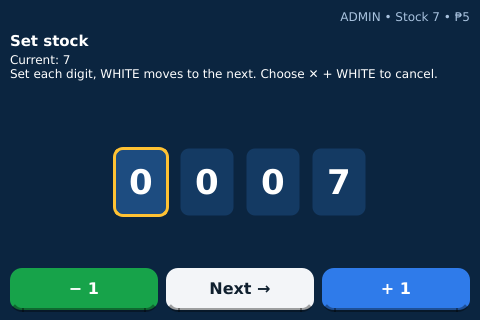 ADMIN • Stock 7 • ₱5
Set stock
Current: 7
Set each digit, WHITE moves to the next. Choose ✕ + WHITE to cancel.
0 0 0 7
− 1 Next → + 1